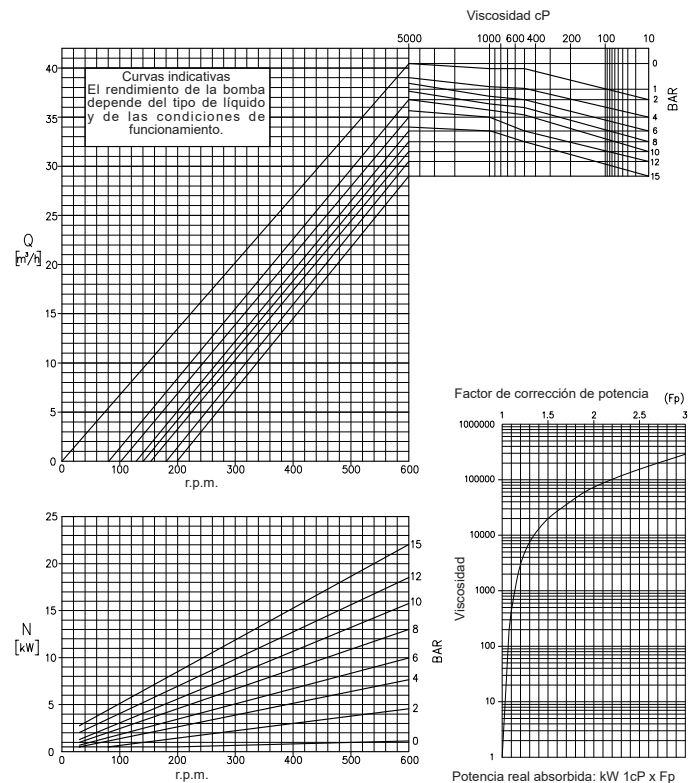 Viscosidad cP
5000 1000 600 400 200 100 10
Curvas indicativas
El rendimiento de la bomba
depende del tipo de líquido
y de las condiciones de
funcionamiento.
40
35
30
25
20
15
10
5
0
Q
[m³/h]
0 100 200 300 400 500 600
r.p.m.
0
1
2
4
6
8
10
12
15
BAR
Factor de corrección de potencia (Fp)
1 1.5 2 2.5 3
1000000
100000
10000
1000
100
10
1
Viscosidad
Potencia real absorbida: kW 1cP x Fp
25
20
15
10
5
0
N
[kW]
0 100 200 300 400 500 600
r.p.m.
15
12
10
8
6
4
2
0
BAR